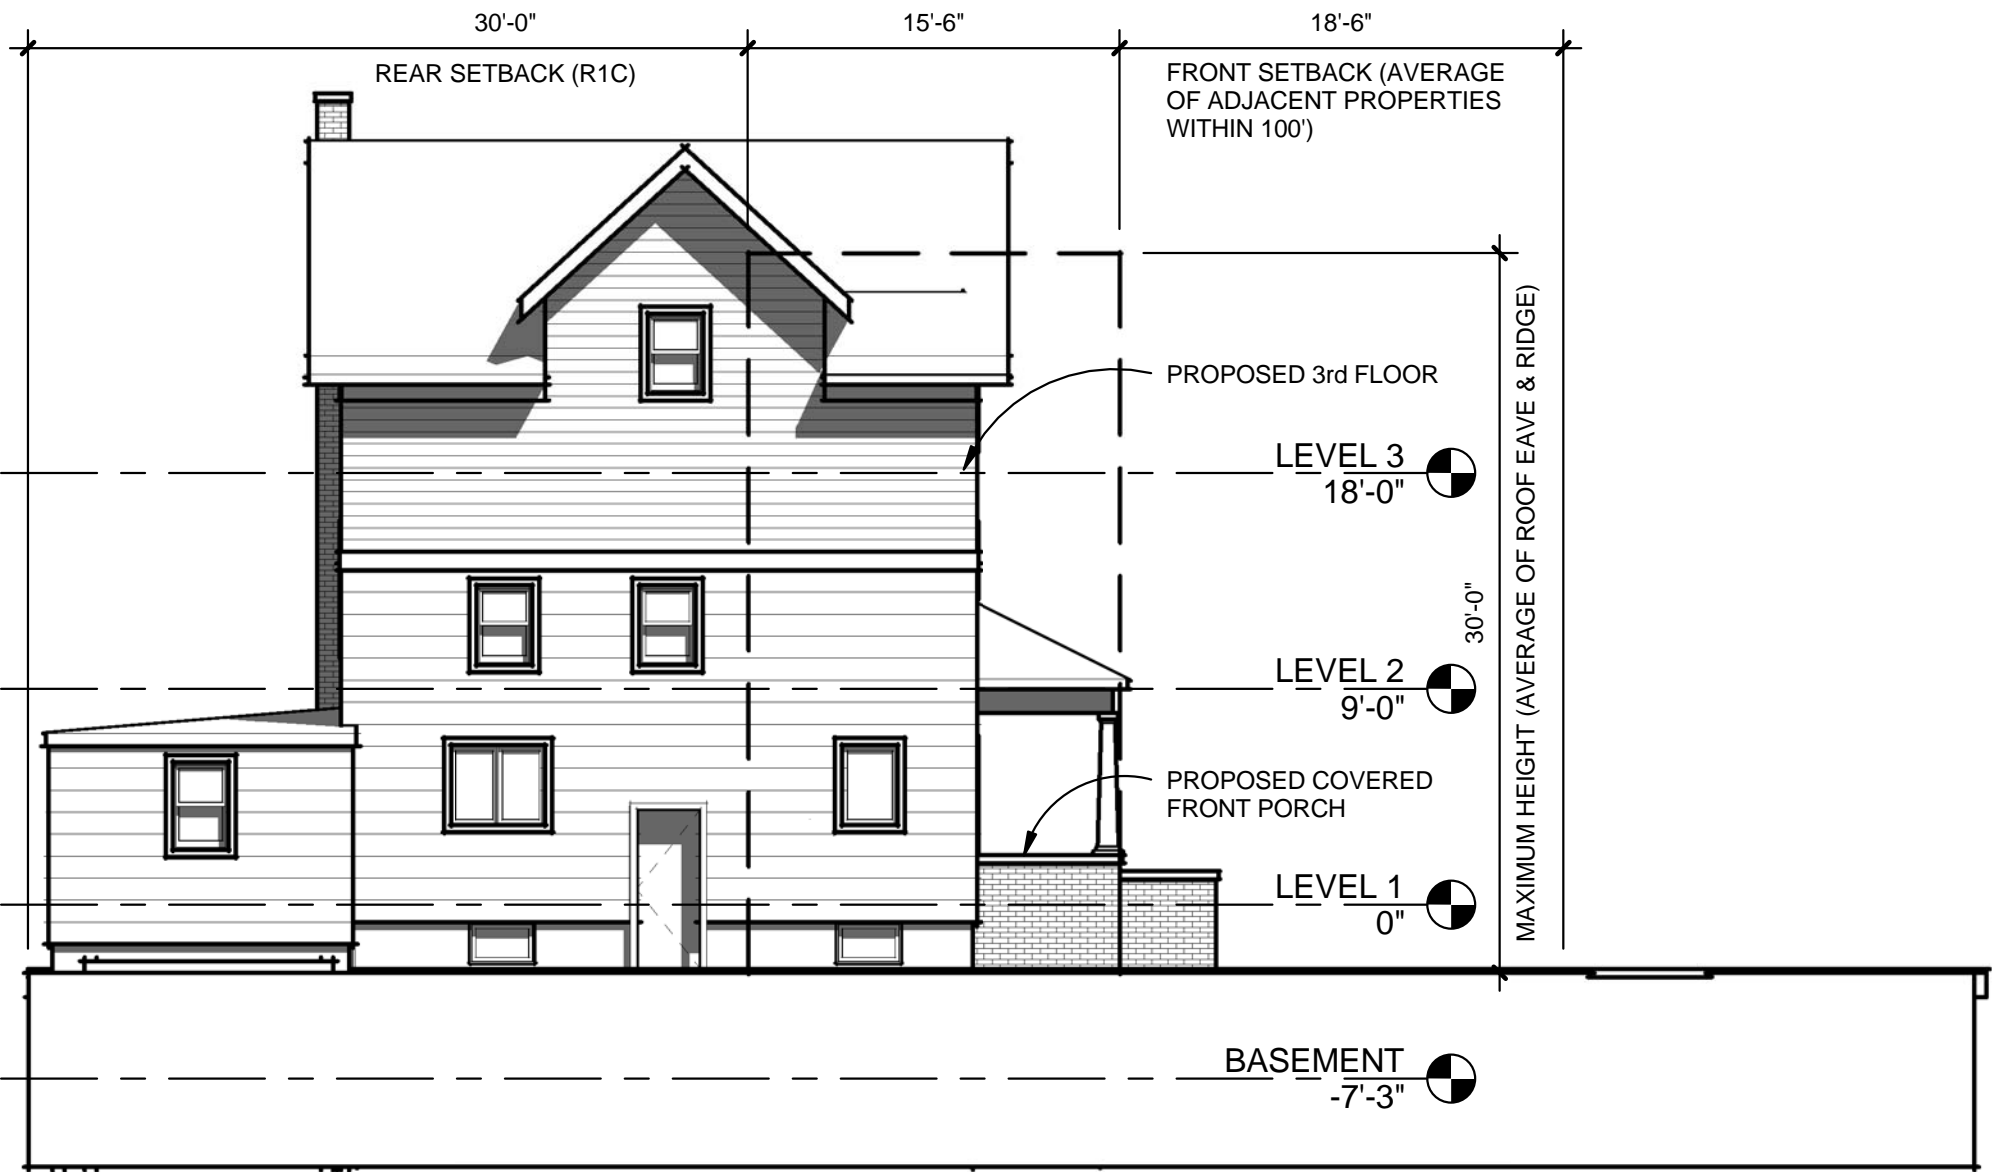 30'-0"
15'-6"
18'-6"
REAR SETBACK (R1C)
FRONT SETBACK (AVERAGE
OF ADJACENT PROPERTIES
WITHIN 100')
PROPOSED 3rd FLOOR
LEVEL 3
18'-0"
LEVEL 2
9'-0"
PROPOSED COVERED
FRONT PORCH
LEVEL 1
0"
BASEMENT
-7'-3"
30'-0"
MAXIMUM HEIGHT (AVERAGE OF ROOF EAVE & RIDGE)